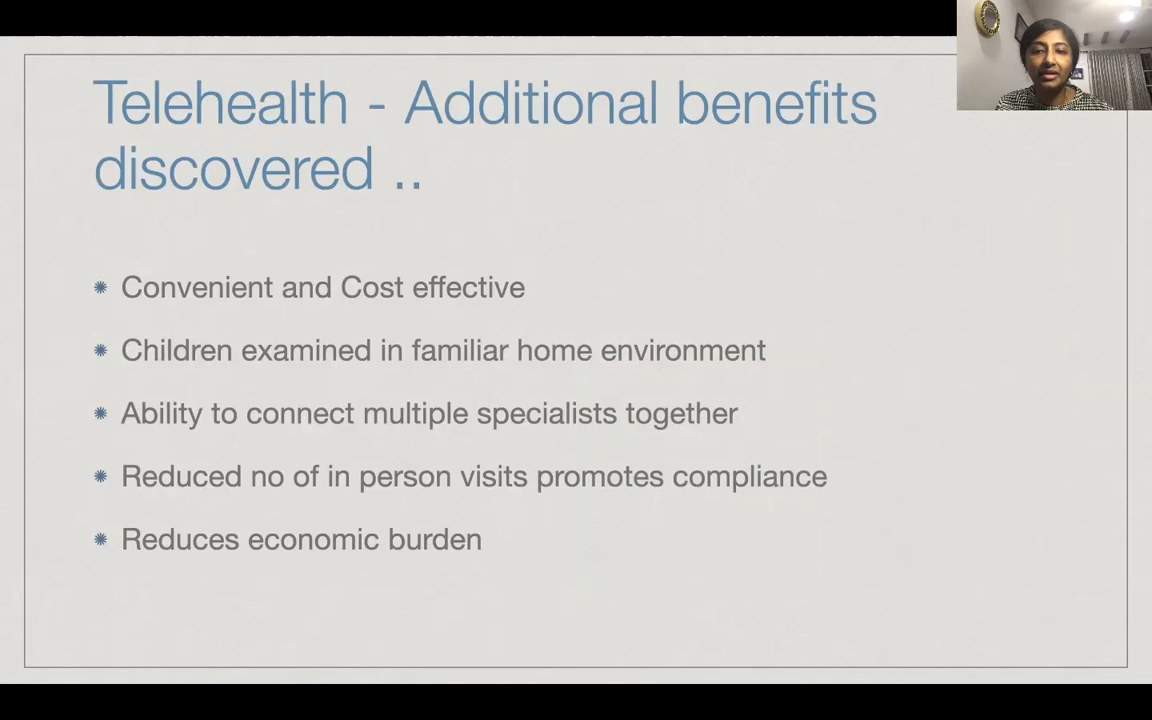 Telehealth - Additional benefits
discovered ..
Convenient and Cost effective
Children examined in familiar home environment
Ability to connect multiple specialists together
Reduced no of in person visits promotes compliance
Reduces economic burden